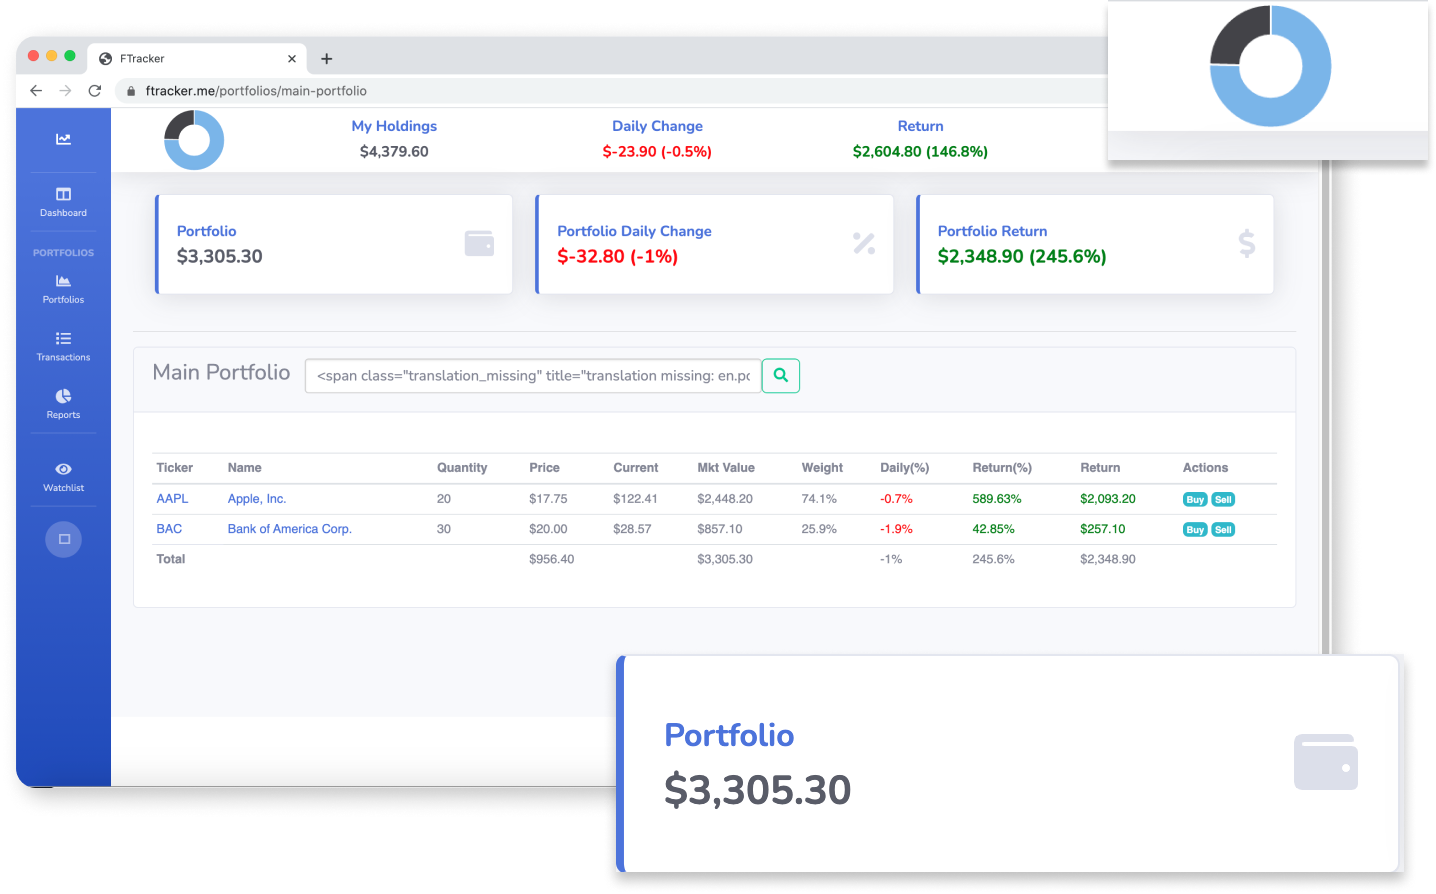 FTracker
ftracker.me/portfolios/main-portfolio
My Holdings Daily Change Return
$4,379.60 $-23.90 (-0.5%) $2,604.80 (146.8%)
Dashboard
PORTFOLIOS
Portfolios
Transactions
Reports
Watchlist
Portfolio
$3,305.30
Portfolio Daily Change
$-32.80 (-1%)
Portfolio Return
$2,348.90 (245.6%)
Main Portfolio <span class="translation_missing" title="translation missing: en.pc
Ticker Name Quantity Price Current Mkt Value Weight Daily(%) Return(%) Return Actions
AAPL Apple, Inc. 20 $17.75 $122.41 $2,448.20 74.1% -0.7% 589.63% $2,093.20 Buy Sell
BAC Bank of America Corp. 30 $20.00 $28.57 $857.10 25.9% -1.9% 42.85% $257.10 Buy Sell
Total $956.40 $3,305.30 -1% 245.6% $2,348.90
Portfolio
$3,305.30